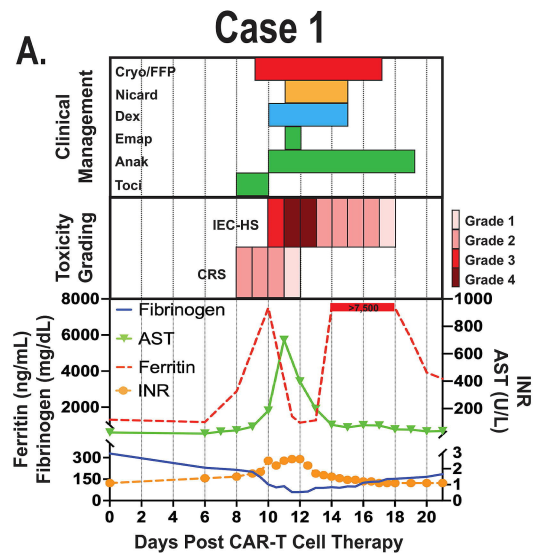 Case 1
A.
Clinical
Management
Cryo/FFP
Nicard
Dex
Emap
Anak
Toci
Toxicity
Grading
IEC-HS
CRS
Grade 1
Grade 2
Grade 3
Grade 4
Ferritin (ng/mL)
Fibrinogen (mg/dL)
8000
6000
4000
2000
300
150
0
Fibrinogen
AST
Ferritin
INR
>7,500
1000
800
600
400
200
3
2
1
0
INR
AST (U/L)
0 2 4 6 8 10 12 14 16 18 20
Days Post CAR-T Cell Therapy